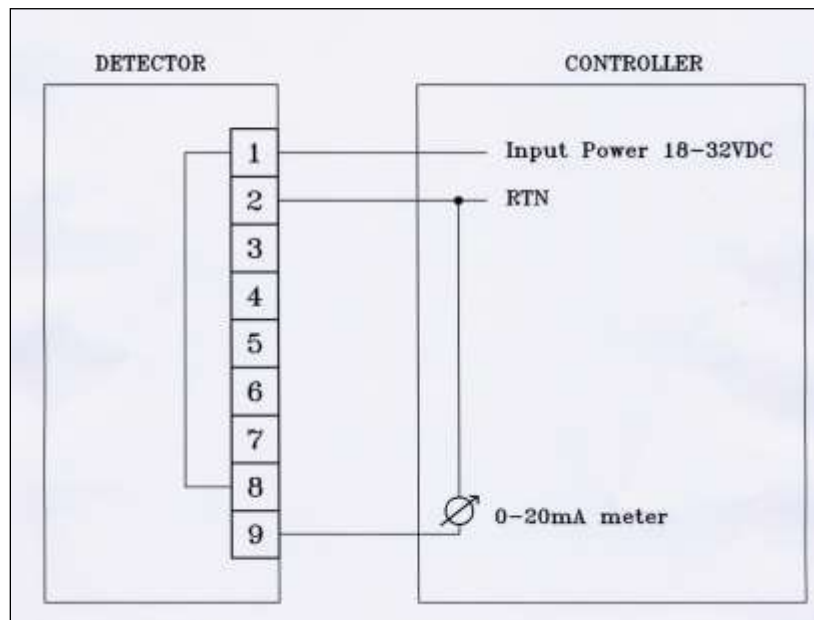 DETECTOR
CONTROLLER
1
Input Power 18-32VDC
2
RTN
3
4
5
6
7
8
9
0-20mA meter